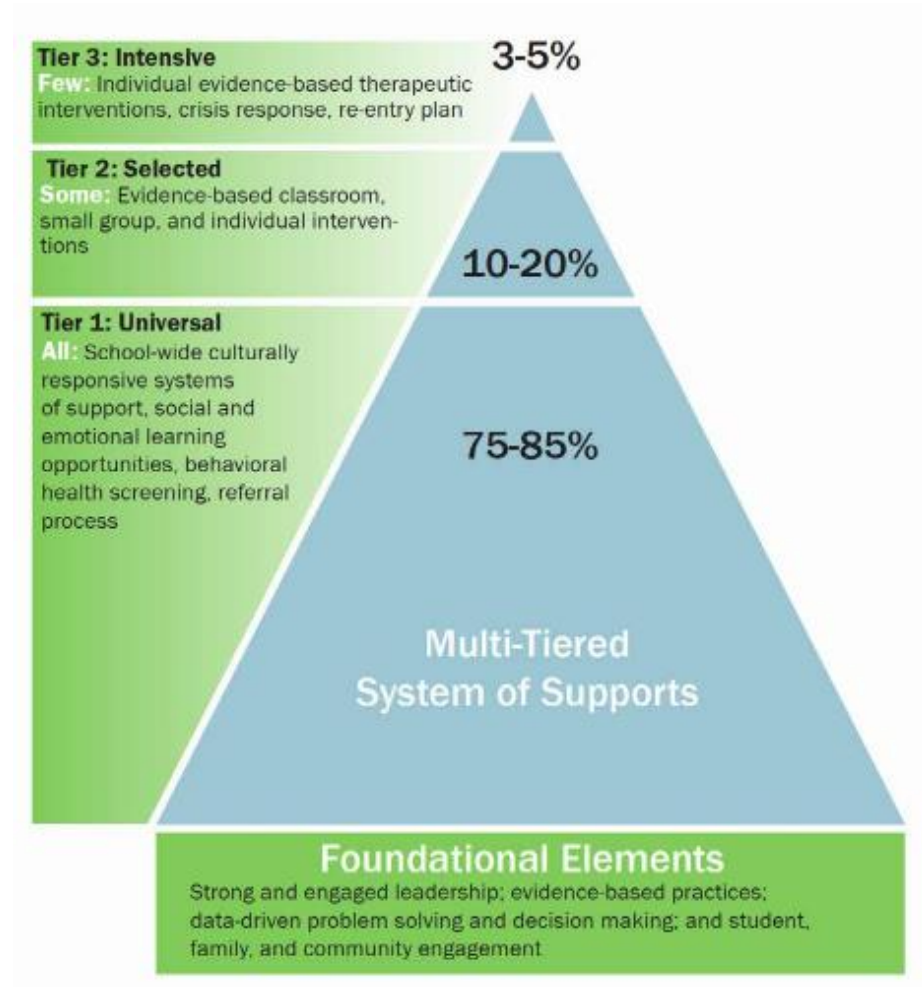 Tier 3: Intensive
Few: Individual evidence-based therapeutic
interventions, crisis response, re-entry plan
3-5%
Tier 2: Selected
Some: Evidence-based classroom,
small group, and individual interven-
tions
10-20%
Tier 1: Universal
All: School-wide culturally
responsive systems
of support, social and
emotional learning
opportunities, behavioral
health screening, referral
process
75-85%
Multi-Tiered
System of Supports
Foundational Elements
Strong and engaged leadership; evidence-based practices;
data-driven problem solving and decision making; and student,
family, and community engagement